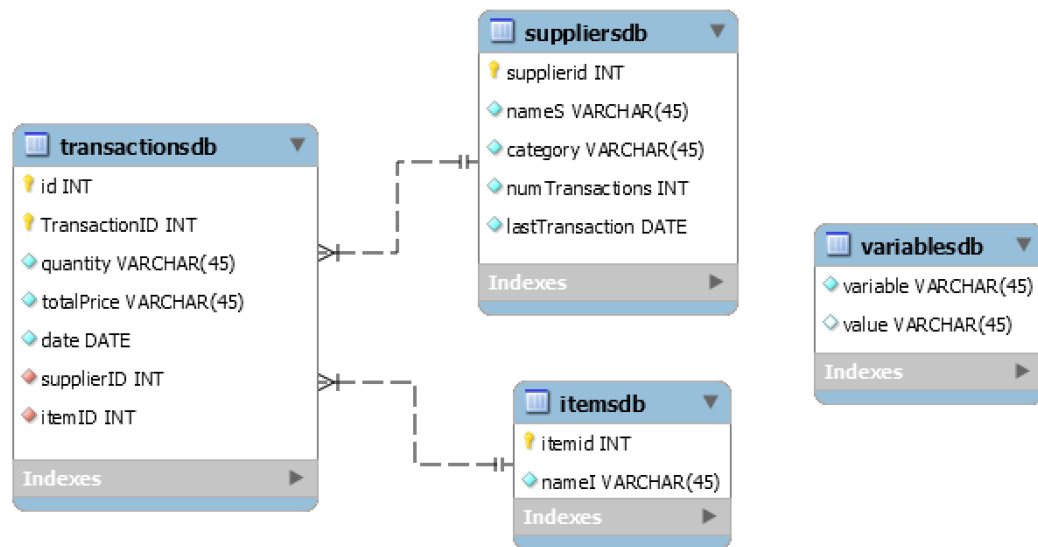 transactionsdb
id INT
TransactionID INT
quantity VARCHAR(45)
totalPrice VARCHAR(45)
date DATE
supplierID INT
itemID INT
Indexes
suppliersdb
supplierid INT
nameS VARCHAR(45)
category VARCHAR(45)
numTransactions INT
lastTransaction DATE
Indexes
itemsdb
itemid INT
nameI VARCHAR(45)
Indexes
variablesdb
variable VARCHAR(45)
value VARCHAR(45)
Indexes